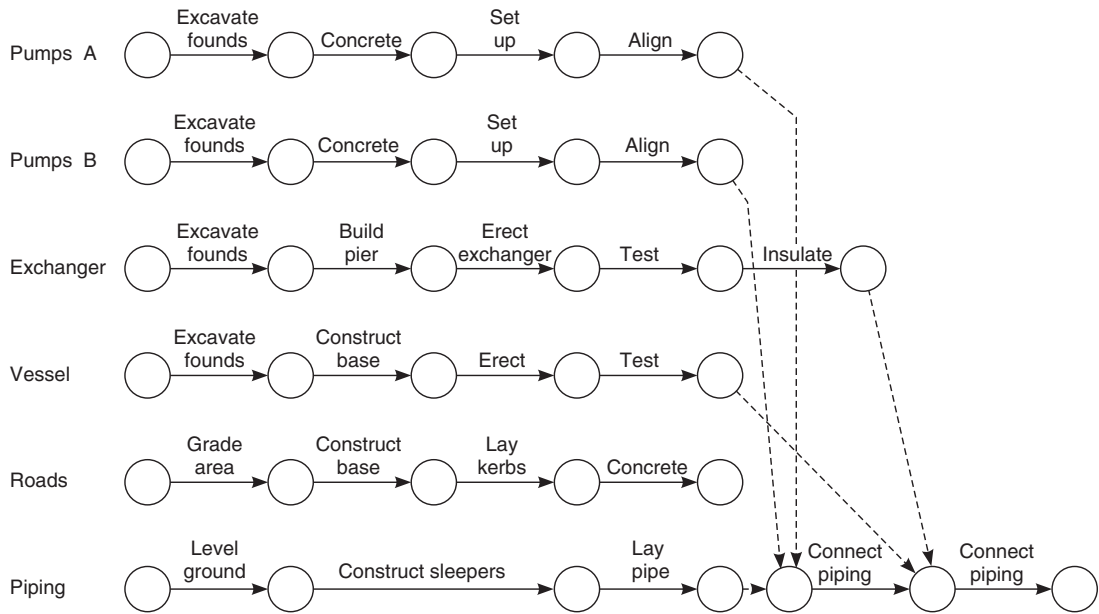 Pumps A
Excavate
founds
Concrete
Set
up
Align
Pumps B
Excavate
founds
Concrete
Set
up
Align
Exchanger
Excavate
founds
Build
pier
Erect
exchanger
Test
Insulate
Vessel
Excavate
founds
Construct
base
Erect
Test
Roads
Grade
area
Construct
base
Lay
kerbs
Concrete
Piping
Level
ground
Construct sleepers
Lay
pipe
Connect
piping
Connect
piping